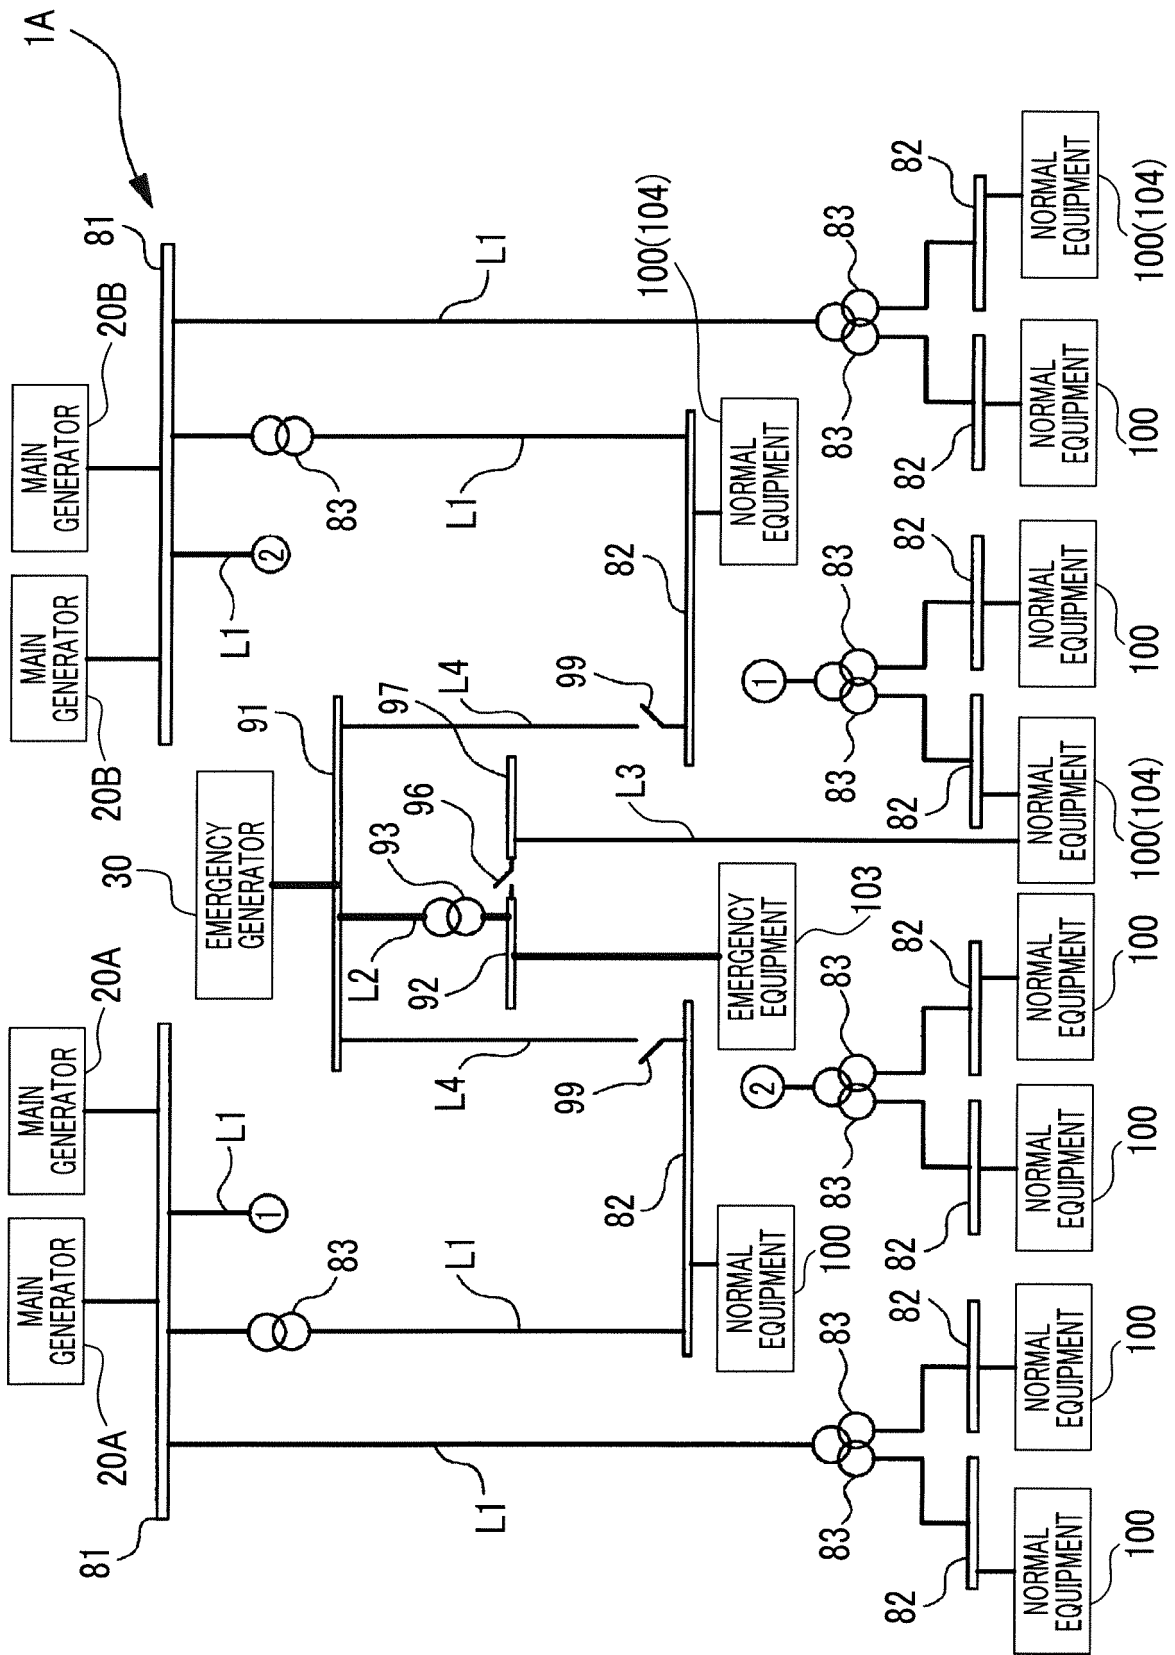 1A
MAIN
GENERATOR
MAIN
GENERATOR
MAIN
GENERATOR
MAIN
GENERATOR
81
20A
20A
30
20B
20B
81
EMERGENCY
GENERATOR
L1
L1
1
91
2
83
83
L2
93
97
92
96
L1
L4
L4
L1
L1
L1
99
99
82
L3
82
100(104)
NORMAL
EQUIPMENT
EMERGENCY
EQUIPMENT
NORMAL
EQUIPMENT
2
1
100
103
83
83
83
83
83
83
83
83
82
82
82
82
82
82
82
82
NORMAL
EQUIPMENT
NORMAL
EQUIPMENT
NORMAL
EQUIPMENT
NORMAL
EQUIPMENT
NORMAL
EQUIPMENT
NORMAL
EQUIPMENT
NORMAL
EQUIPMENT
NORMAL
EQUIPMENT
100
100
100
100
100(104)
100
100
100(104)